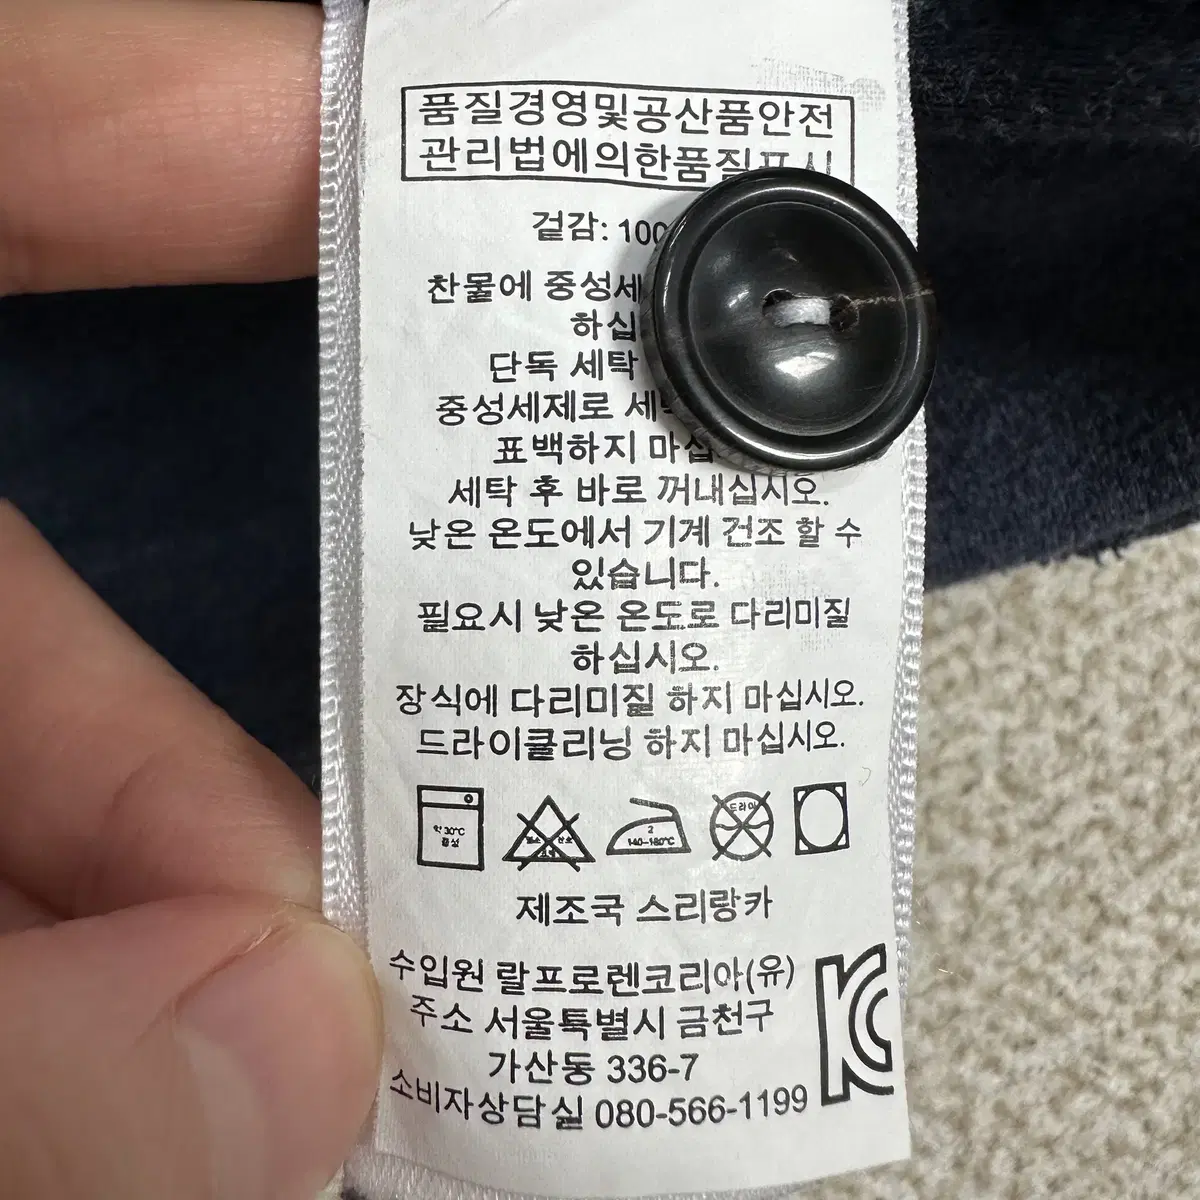 품질경영및공산품안전
관리법에의한품질표시
겉감: 100
찬물에 중성세
하십
단독 세탁
중성세제로
표백하지 마십
세탁 후 바로 꺼내십시오.
낮은 온도에서 기계 건조 할 수
있습니다.
필요시 낮은 온도로 다리미질
하십시오.
장식에 다리미질 하지 마십시오.
드라이클리닝 하지 마십시오.
약 30℃
중성
2
140~160℃
드라이
제조국 스리랑카
수입원 랄프로렌코리아(유)
주소 서울특별시 금천구
가산동 336-7
소비자상담실 080-566-1199
KC